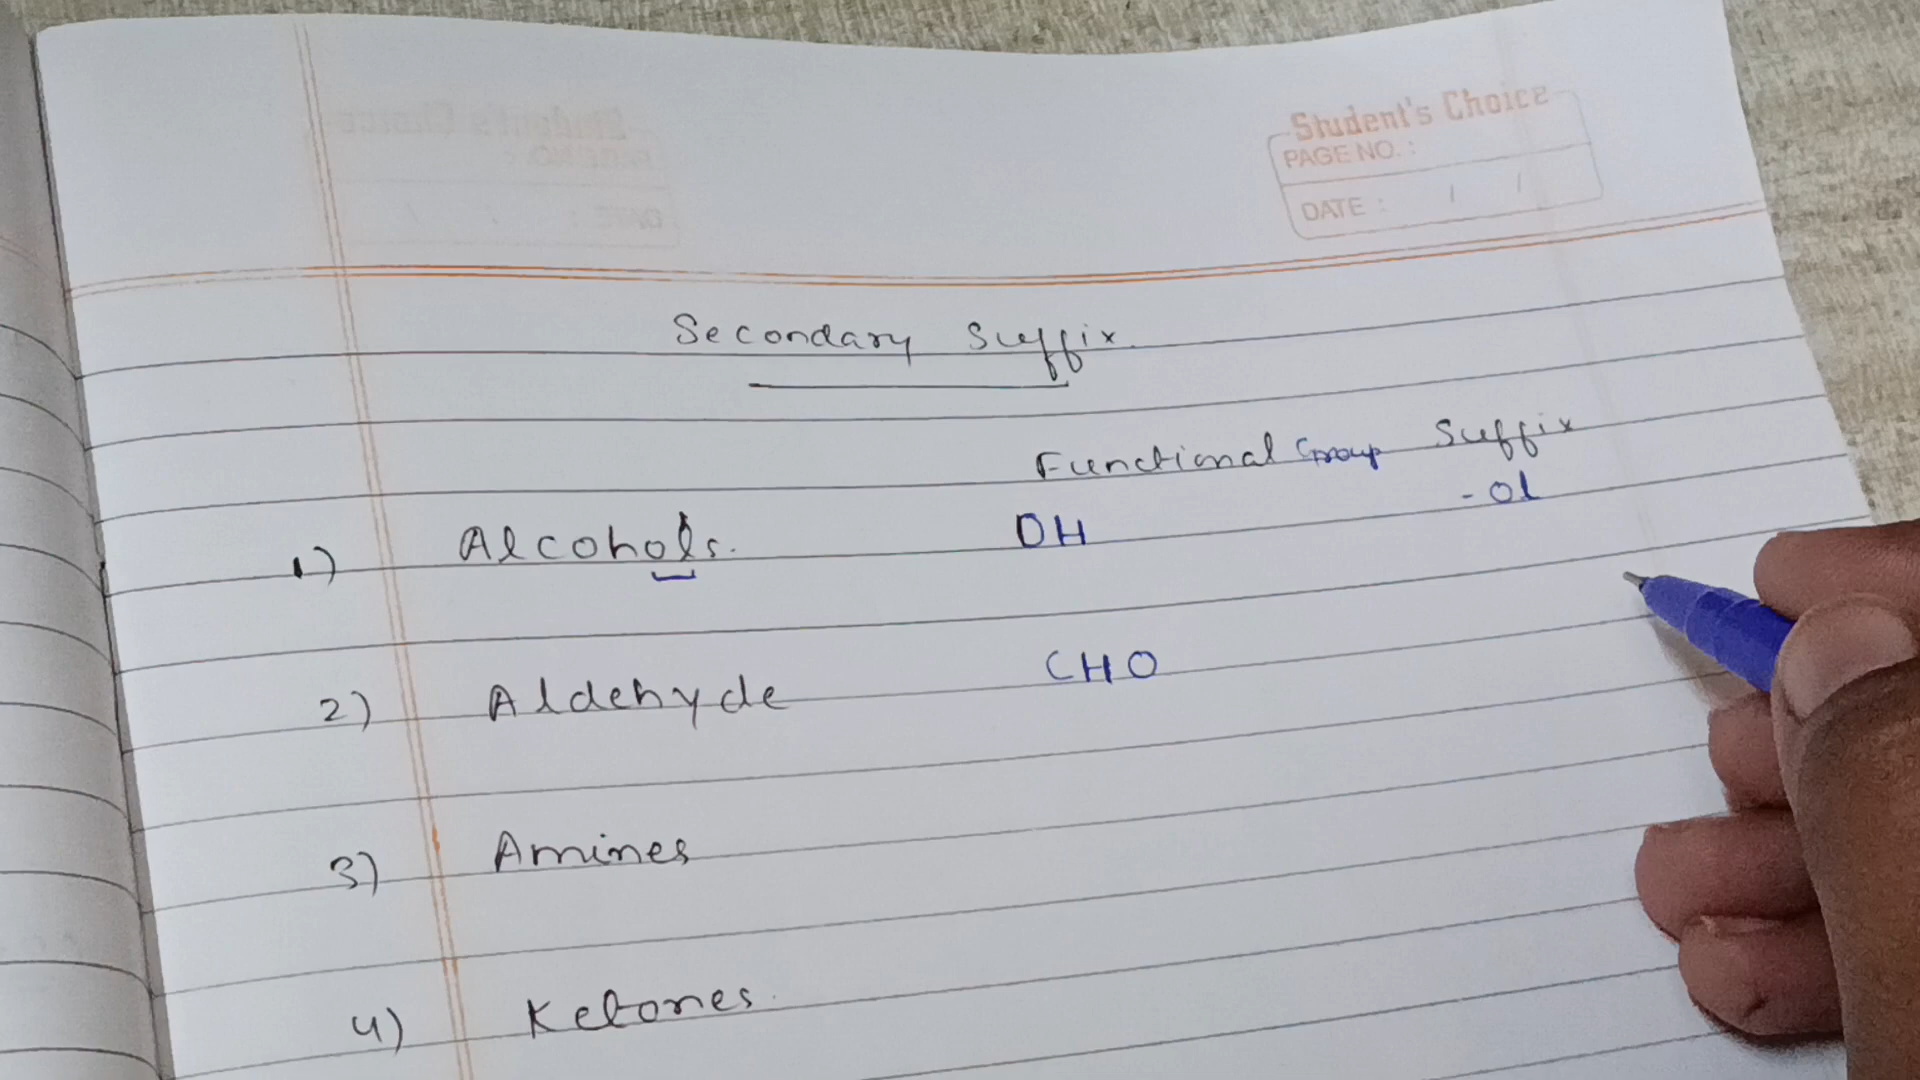 Student's Choice
PAGE NO. :
DATE : / /
Secondary Suffix
Functional Group Suffix
1) Alcohols. OH -ol
2) Aldehyde CHO
3) Amines
4) Ketones.